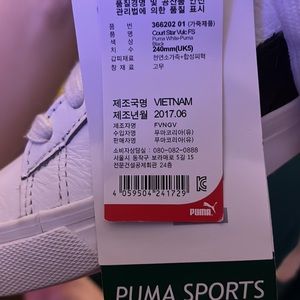 품질경영 및 공산품 안전
관리법에 의한 품질 표시
품번 366202 01 (가죽제품)
품명 Court Star Vulc FS
색상 Puma White-Puma
Black
치수 240mm(UK5)
갑피재료 천연소가죽+합성피혁
창재료 고무
제조국명 VIETNAM
제조년월 2017.06
제조자명 FVNGV
수입자명 푸마코리아(유)
판매자명 푸마코리아(유)
소비자상담실: 080-082-0888
서울시 동작구 보라매로 5길 15
전문건설공제회관 24층
4 059504 241729
PUMA
PUMA SPORTS